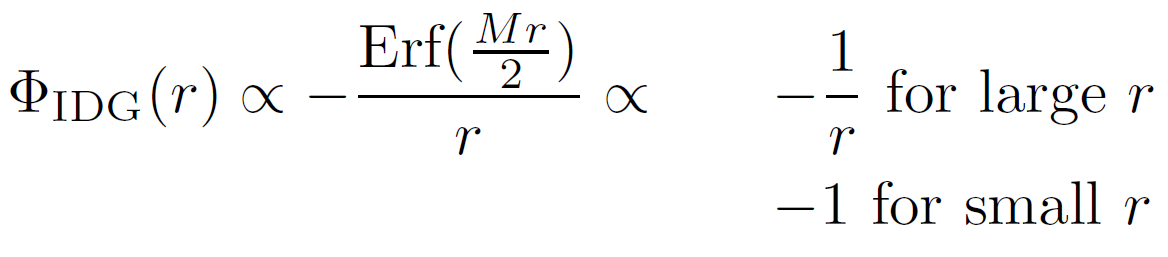 Φ_IDG(r) ∝ −Erf(Mr/2)/r ∝ −1/r for large r
−1 for small r